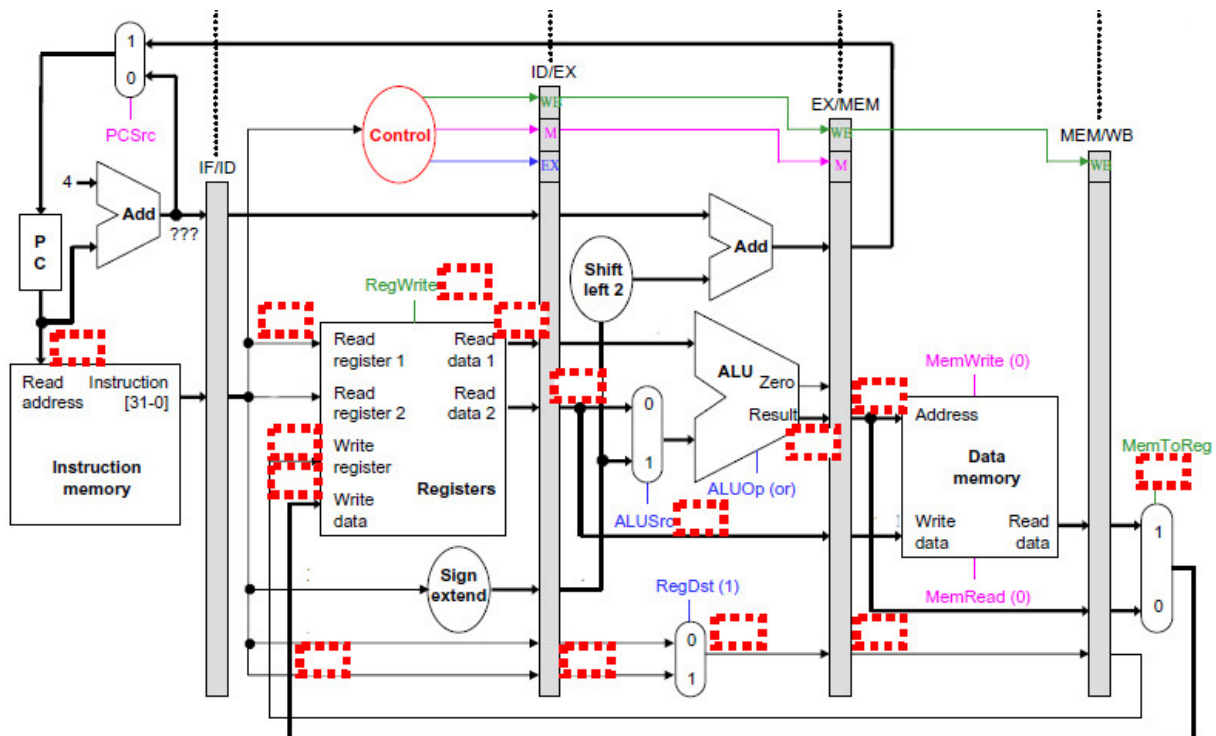 1
0
PCSrc
4
Add
???
P
C
IF/ID
ID/EX
EX/MEM
MEM/WB
Control
WB
M
EX
WB
M
WB
Shift
left 2
Add
RegWrite
Read
register 1
Read
data 1
Read
register 2
Read
data 2
Write
register
Registers
Write
data
Read
address
Instruction
[31-0]
Instruction
memory
ALU
Zero
Result
0
1
ALUSrc
ALUOp (or)
MemWrite (0)
Address
Data
memory
Write
data
Read
data
MemRead (0)
MemToReg
1
0
Sign
extend
RegDst (1)
0
1